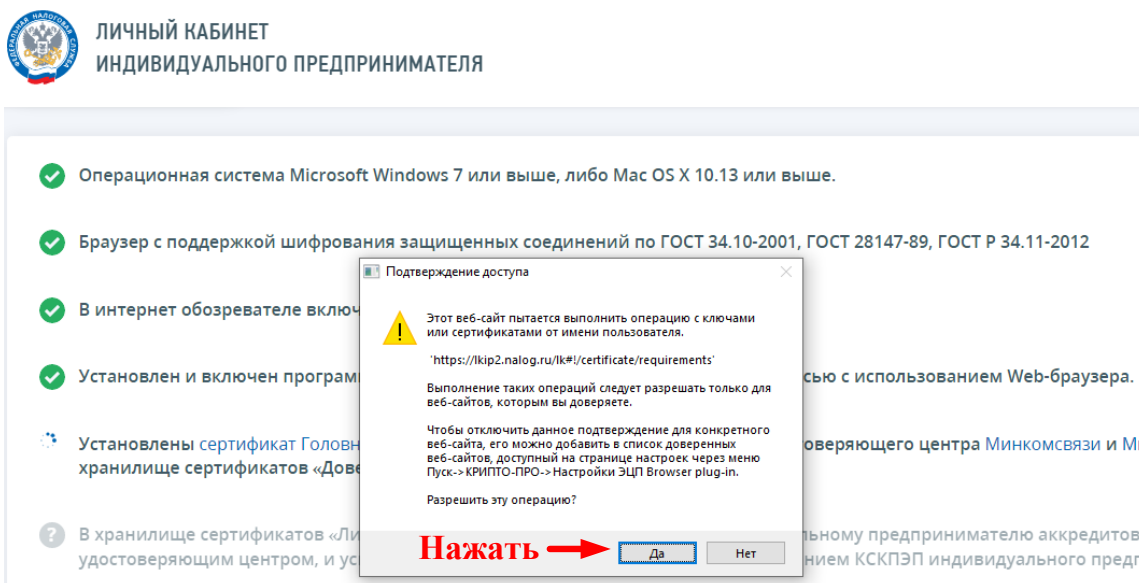 ФЕДЕРАЛЬНАЯ НАЛОГОВАЯ СЛУЖБА
ЛИЧНЫЙ КАБИНЕТ
ИНДИВИДУАЛЬНОГО ПРЕДПРИНИМАТЕЛЯ
Операционная система Microsoft Windows 7 или выше, либо Mac OS X 10.13 или выше.
Браузер с поддержкой шифрования защищенных соединений по ГОСТ 34.10-2001, ГОСТ 28147-89, ГОСТ Р 34.11-2012
В интернет обозревателе включ
Установлен и включен програм
сью с использованием Web-браузера.
Установлены сертификат Головн
оверяющего центра Минкомсвязи и М
хранилище сертификатов «Дове
В хранилище сертификатов «Ли
льному предпринимателю аккредитов
удостоверяющим центром, и ус
нием КСКПЭП индивидуального предп
Подтверждение доступа
Этот веб-сайт пытается выполнить операцию с ключами
или сертификатами от имени пользователя.
'https://lkip2.nalog.ru/lk#!/certificate/requirements'
Выполнение таких операций следует разрешать только для
веб-сайтов, которым вы доверяете.
Чтобы отключить данное подтверждение для конкретного
веб-сайта, его можно добавить в список доверенных
веб-сайтов, доступный на странице настроек через меню
Пуск->КРИПТО-ПРО->Настройки ЭЦП Browser plug-in.
Разрешить эту операцию?
Нажать
Да
Нет